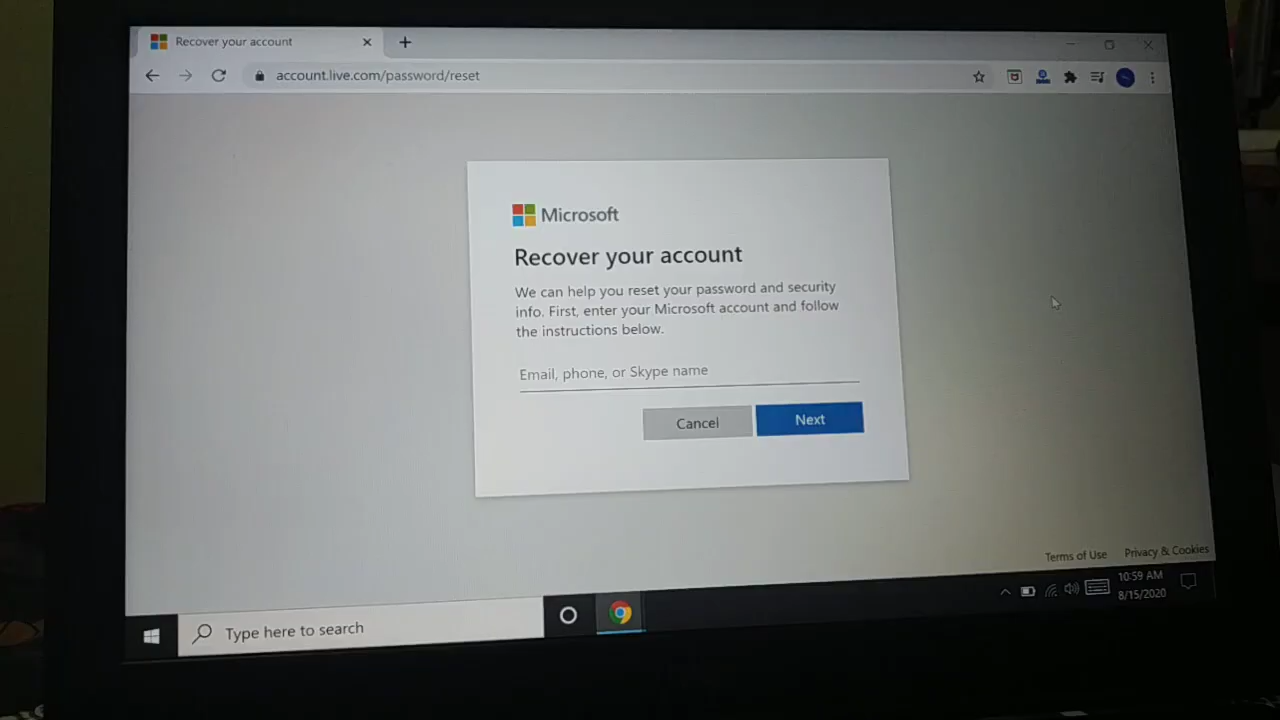 Recover your account
account.live.com/password/reset
Microsoft
Recover your account
We can help you reset your password and security
info. First, enter your Microsoft account and follow
the instructions below.
Email, phone, or Skype name
Cancel Next
Terms of Use Privacy & Cookies
Type here to search
10:59 AM
8/15/2020